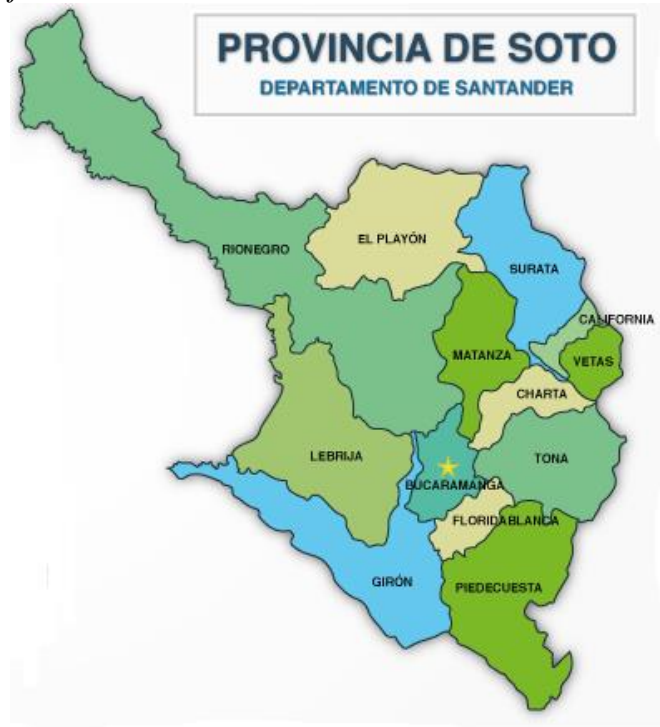 PROVINCIA DE SOTO
DEPARTAMENTO DE SANTANDER
EL PLAYÓN
RIONEGRO
SURATA
CALIFORNIA
MATANZA
VETAS
CHARTA
LEBRIJA
TONA
BUCARAMANGA
FLORIDABLANCA
GIRÓN
PIEDECUESTA